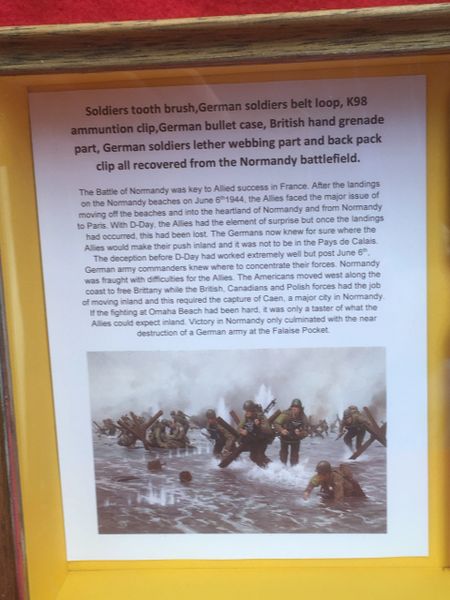 Soldiers tooth brush,German soldiers belt loop, K98
ammuntion clip,German bullet case, British hand grenade
part, German soldiers lether webbing part and back pack
clip all recovered from the Normandy battlefield.
The Battle of Normandy was key to Allied success in France. After the landings
on the Normandy beaches on June 6th1944, the Allies faced the major issue of
moving off the beaches and into the heartland of Normandy and from Normandy
to Paris. With D-Day, the Allies had the element of surprise but once the landings
had occurred, this had been lost. The Germans now knew for sure where the
Allies would make their push inland and it was not to be in the Pays de Calais.
The deception before D-Day had worked extremely well but post June 6th,
German army commanders knew where to concentrate their forces. Normandy
was fraught with difficulties for the Allies. The Americans moved west along the
coast to free Brittany while the British, Canadians and Polish forces had the job
of moving inland and this required the capture of Caen, a major city in Normandy.
If the fighting at Omaha Beach had been hard, it was only a taster of what the
Allies could expect inland. Victory in Normandy only culminated with the near
destruction of a German army at the Falaise Pocket.